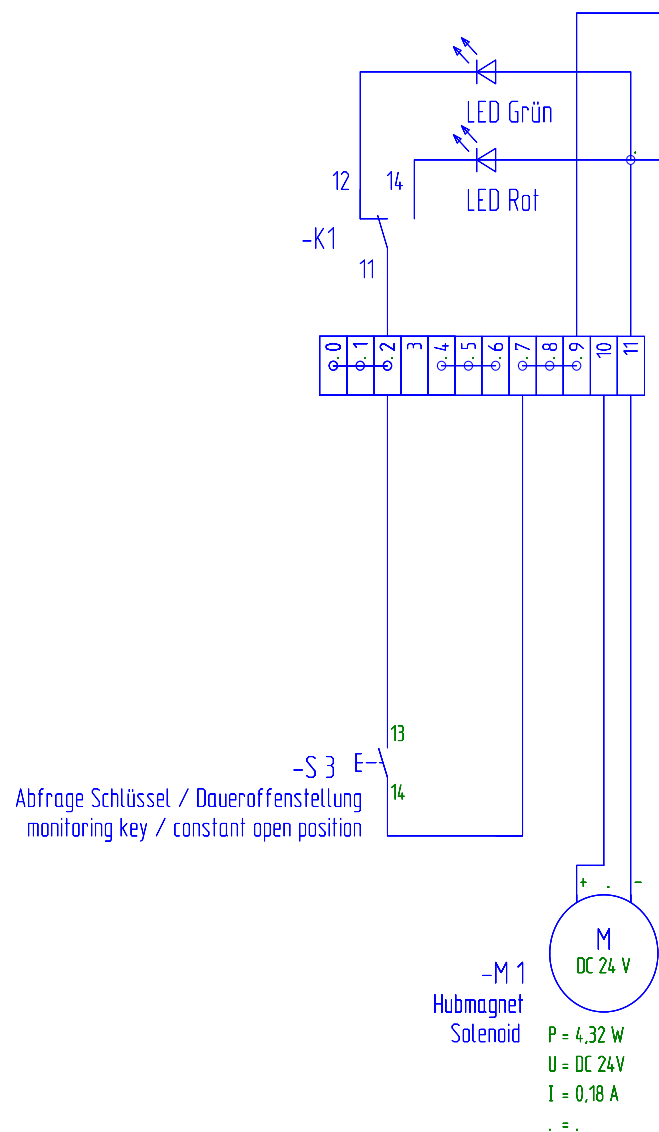 LED Grün
12
14
LED Rot
-K1
11
.0
.1
.2
3
.4
.5
.6
.7
.8
.9
10
11
13
-S 3
E
14
Abfrage Schlüssel / Daueroffenstellung
monitoring key / constant open position
+ . -
M
DC 24 V
-M 1
Hubmagnet
Solenoid
P = 4,32 W
U = DC 24V
I = 0,18 A
. = .